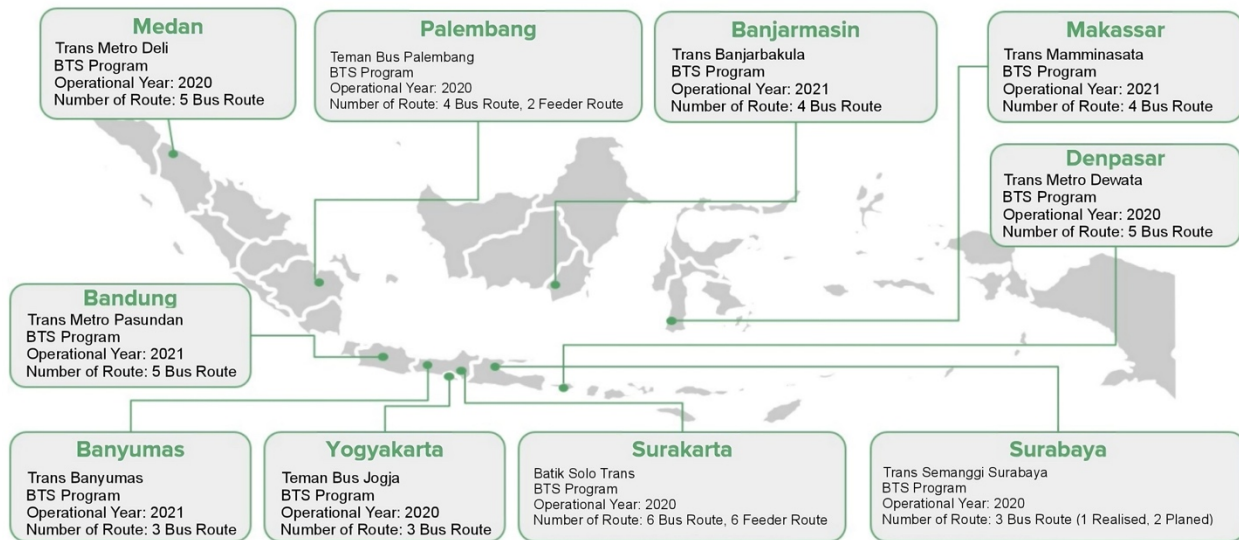 Medan
Trans Metro Deli
BTS Program
Operational Year: 2020
Number of Route: 5 Bus Route
Palembang
Teman Bus Palembang
BTS Program
Operational Year: 2020
Number of Route: 4 Bus Route, 2 Feeder Route
Banjarmasin
Trans Banjarbakula
BTS Program
Operational Year: 2021
Number of Route: 4 Bus Route
Makassar
Trans Mamminasata
BTS Program
Operational Year: 2021
Number of Route: 4 Bus Route
Denpasar
Trans Metro Dewata
BTS Program
Operational Year: 2020
Number of Route: 5 Bus Route
Bandung
Trans Metro Pasundan
BTS Program
Operational Year: 2021
Number of Route: 5 Bus Route
Banyumas
Trans Banyumas
BTS Program
Operational Year: 2021
Number of Route: 3 Bus Route
Yogyakarta
Teman Bus Jogja
BTS Program
Operational Year: 2020
Number of Route: 3 Bus Route
Surakarta
Batik Solo Trans
BTS Program
Operational Year: 2020
Number of Route: 6 Bus Route, 6 Feeder Route
Surabaya
Trans Semanggi Surabaya
BTS Program
Operational Year: 2020
Number of Route: 3 Bus Route (1 Realised, 2 Planed)